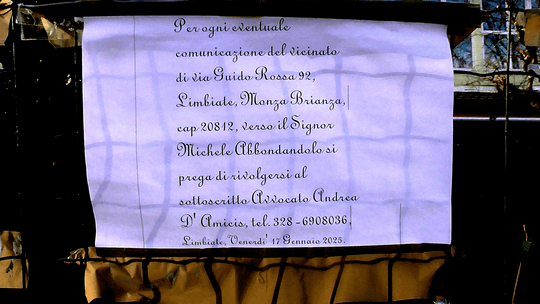 Per ogni eventuale
comunicazione del vicinato
di via Guido Rossa 92,
Limbiate, Monza Brianza,
cap 20812, verso il Signor
Michele Abbondandolo si
prega di rivolgersi al
sottoscritto Avvocato Andrea
D' Amicis, tel. 328 -6908036,
Limbiate, Venerdi' 17 Gennaio 2025.